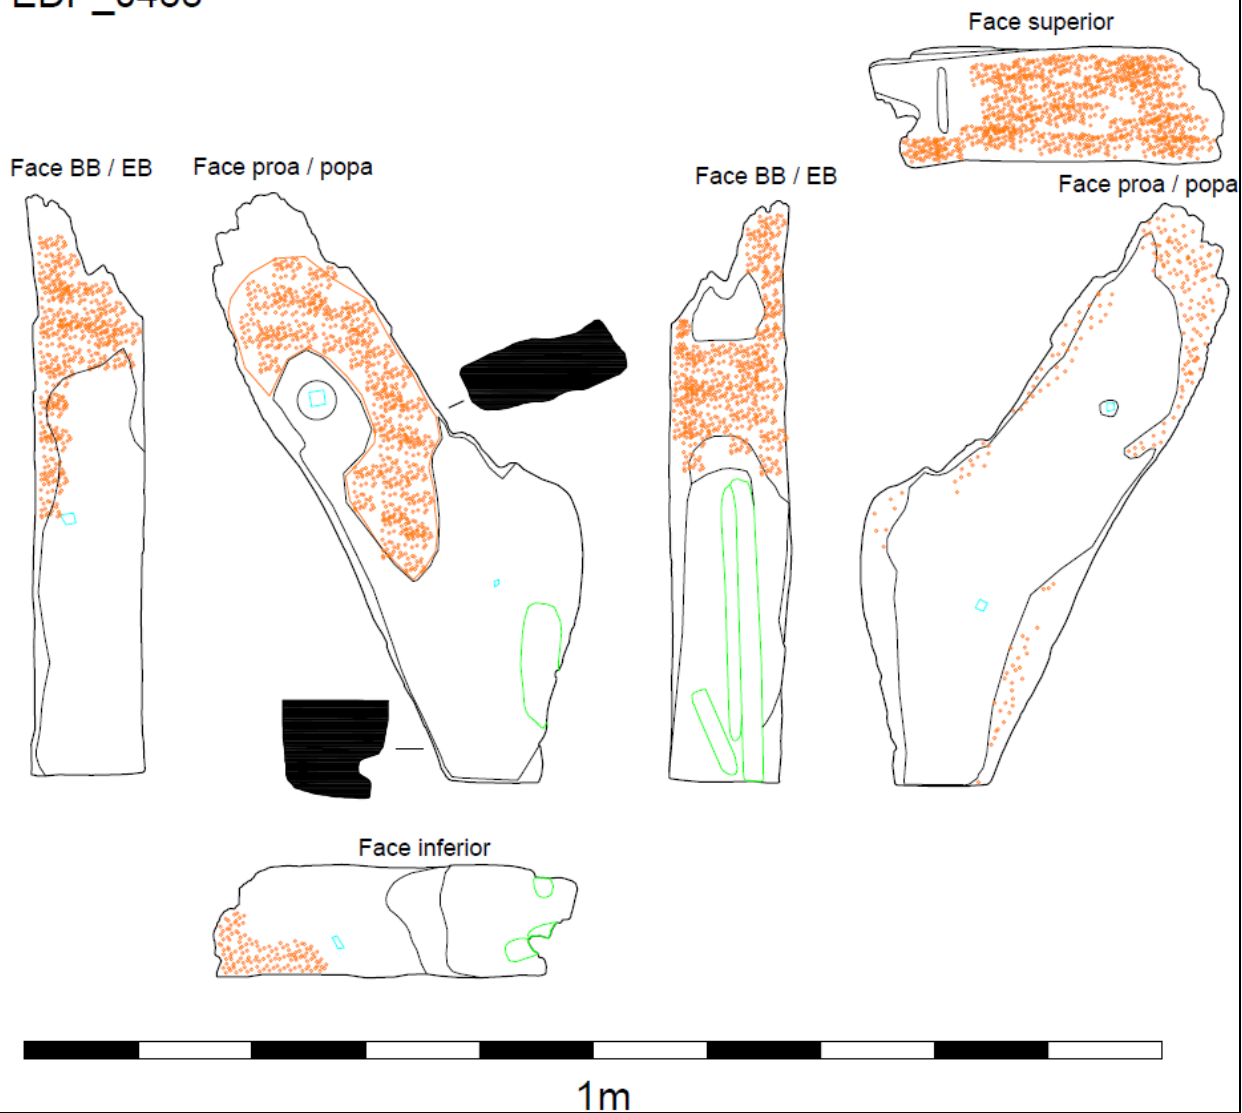 Face superior
Face BB / EB
Face proa / popa
Face BB / EB
Face proa / popa
Face inferior
1m